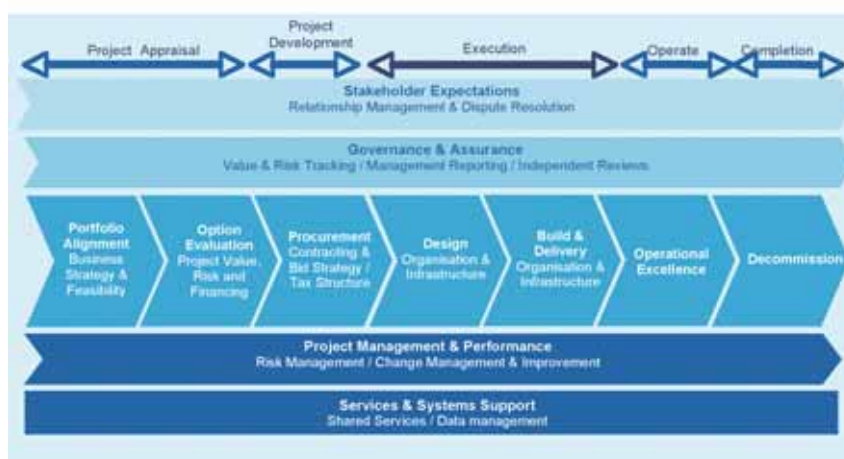 Project Appraisal
Project
Development
Execution
Operate
Completion
Stakeholder Expectations
Relationship Management & Dispute Resolution
Governance & Assurance
Value & Risk Tracking / Management Reporting / Independent Reviews
Portfolio
Alignment
Business
Strategy &
Feasibility
Option
Evaluation
Project Value,
Risk and
Financing
Procurement
Contracting &
Bid Strategy /
Tax Structure
Design
Organisation &
Infrastructure
Build &
Delivery
Organisation &
Infrastructure
Operational
Excellence
Decommission
Project Management & Performance
Risk Management / Change Management & Improvement
Services & Systems Support
Shared Services / Data management